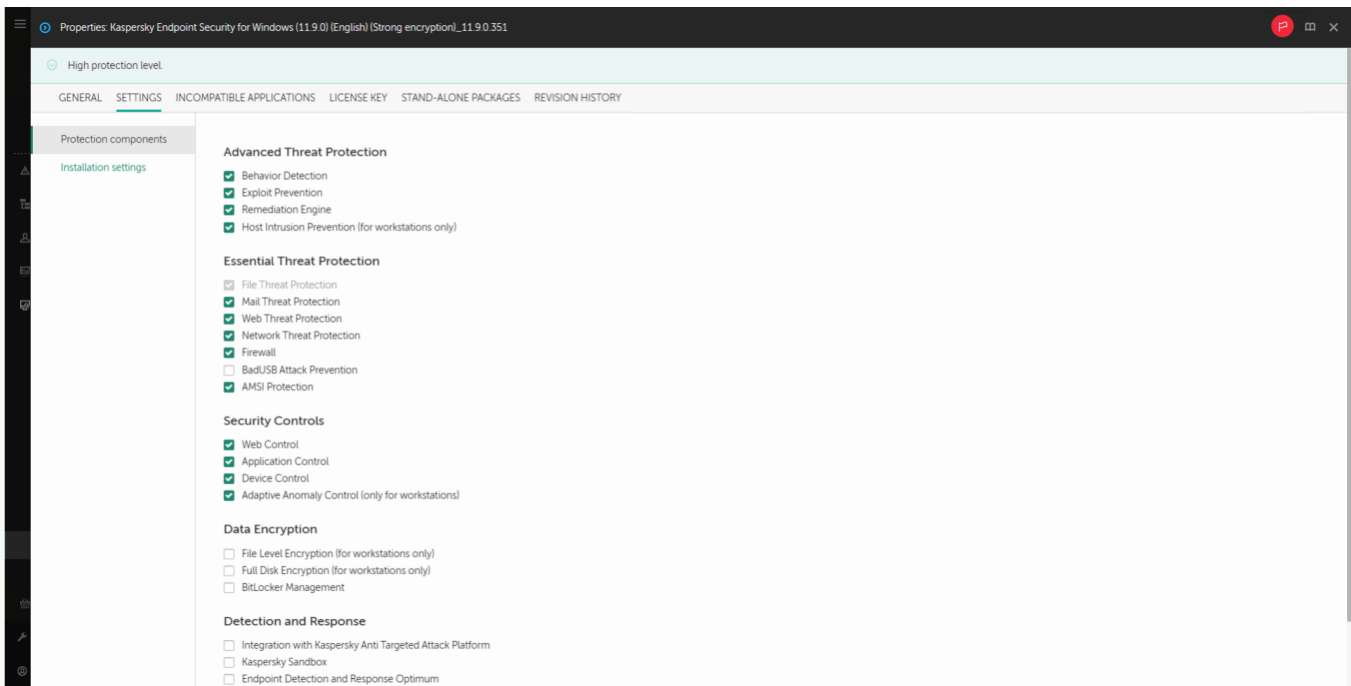 Properties: Kaspersky Endpoint Security for Windows (11.9.0) (English) (Strong encryption)_11.9.0.351
High protection level.
GENERAL SETTINGS INCOMPATIBLE APPLICATIONS LICENSE KEY STAND-ALONE PACKAGES REVISION HISTORY
Protection components
Installation settings
Advanced Threat Protection
Behavior Detection
Exploit Prevention
Remediation Engine
Host Intrusion Prevention (for workstations only)
Essential Threat Protection
File Threat Protection
Mail Threat Protection
Web Threat Protection
Network Threat Protection
Firewall
BadUSB Attack Prevention
AMSI Protection
Security Controls
Web Control
Application Control
Device Control
Adaptive Anomaly Control (only for workstations)
Data Encryption
File Level Encryption (for workstations only)
Full Disk Encryption (for workstations only)
BitLocker Management
Detection and Response
Integration with Kaspersky Anti Targeted Attack Platform
Kaspersky Sandbox
Endpoint Detection and Response Optimum